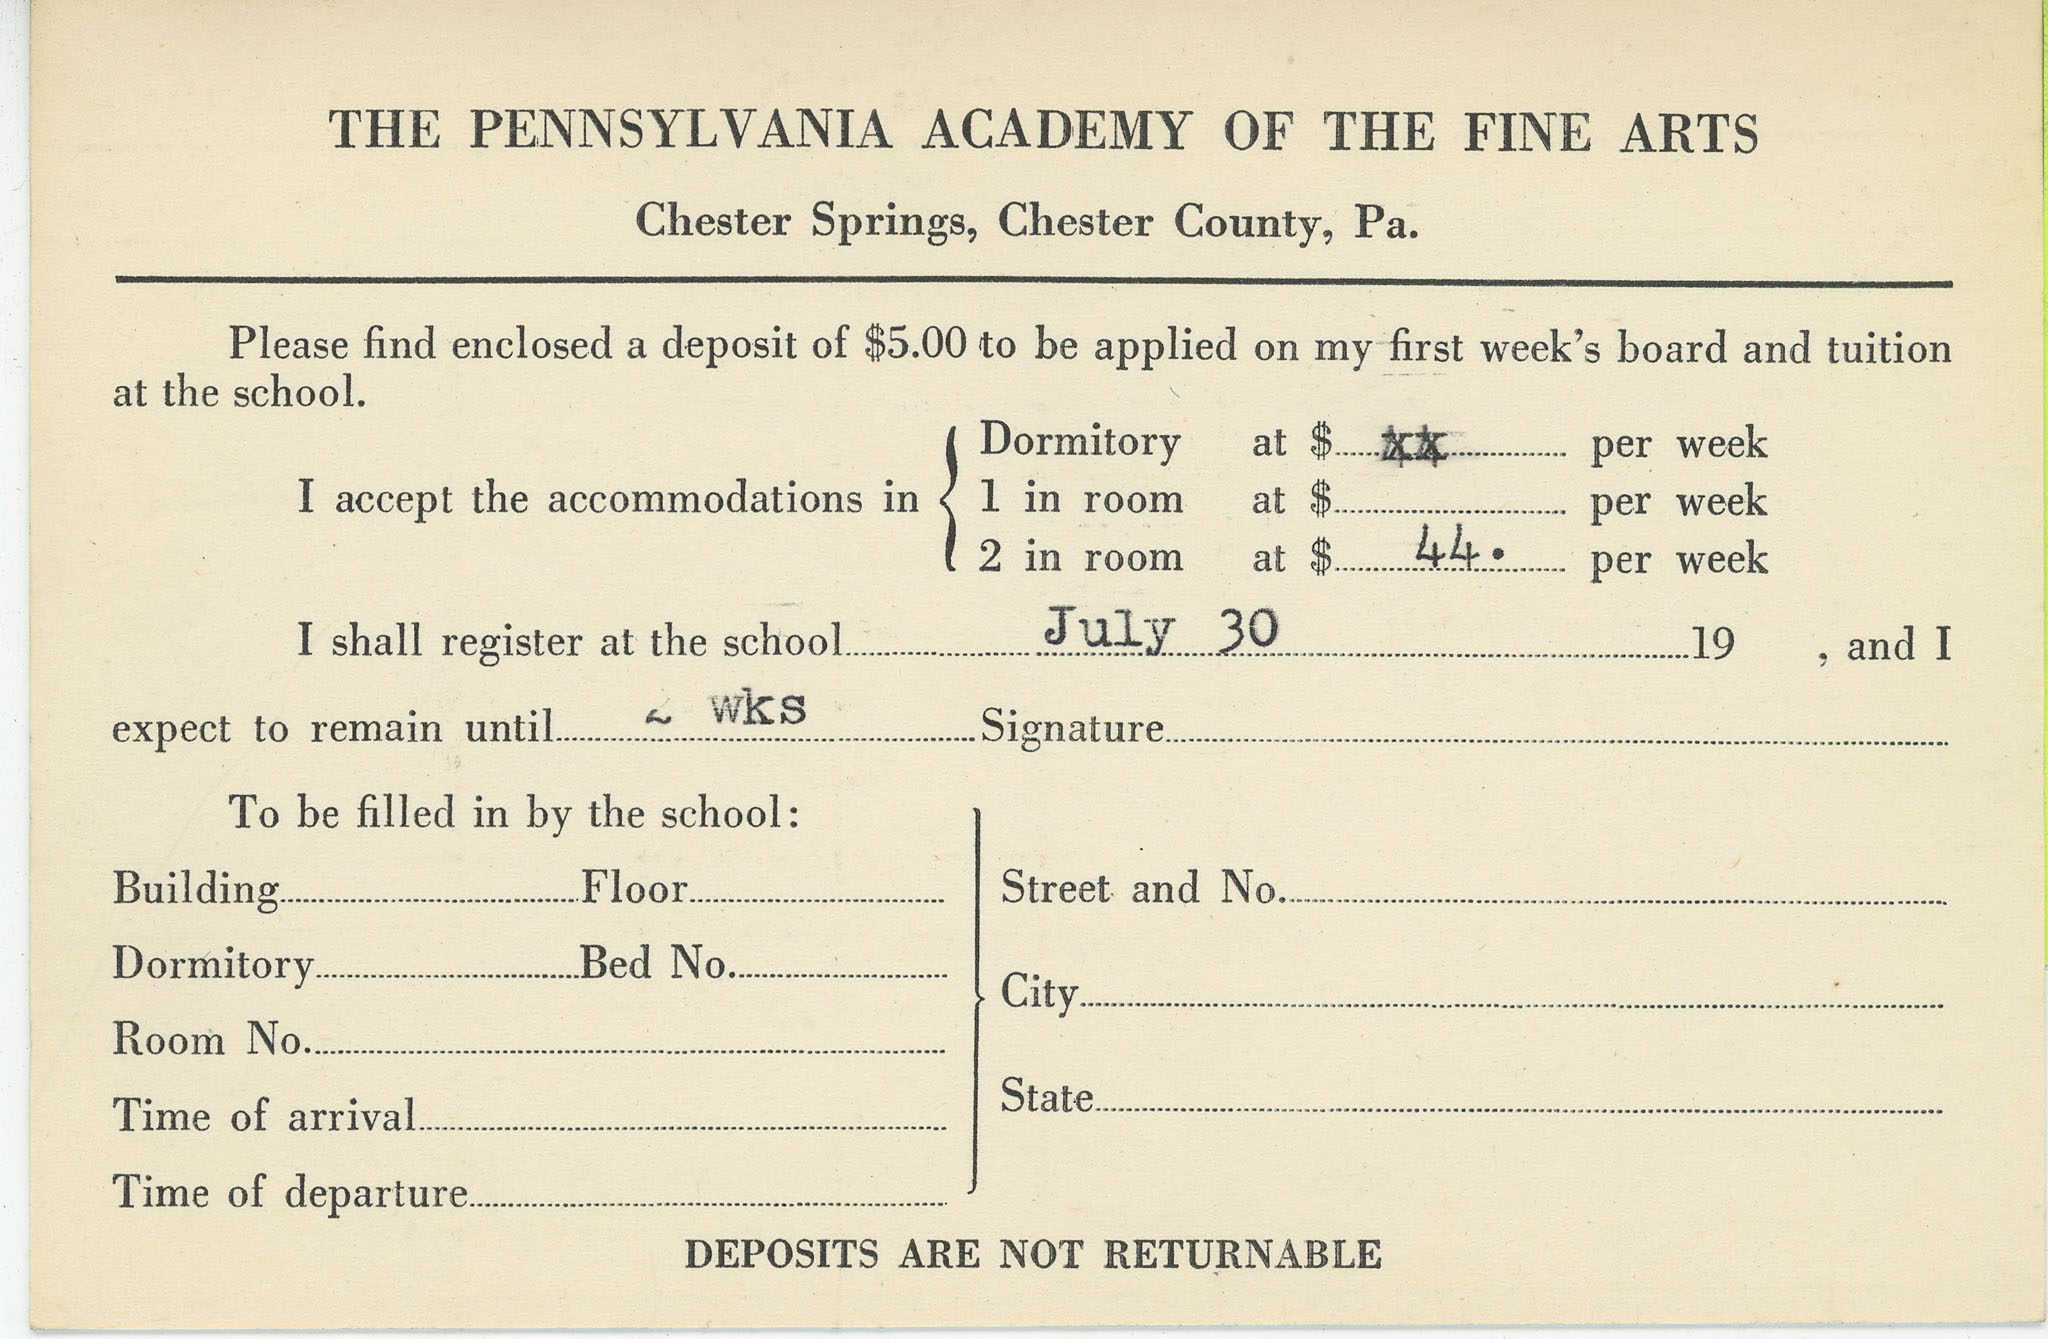 THE PENNSYLVANIA ACADEMY OF THE FINE ARTS
Chester Springs, Chester County, Pa.
Please find enclosed a deposit of $5.00 to be applied on my first week's board and tuition
at the school.
I accept the accommodations in { Dormitory at $..... xx ..... per week
1 in room at $.......... per week
2 in room at $..... 44. ..... per week
I shall register at the school..... July 30 .....19 , and I
expect to remain until..... 2 wks .....Signature..........
To be filled in by the school:
Building..........Floor..........
Dormitory..........Bed No..........
Room No..........
Time of arrival..........
Time of departure..........
Street and No..........
City..........
State..........
DEPOSITS ARE NOT RETURNABLE